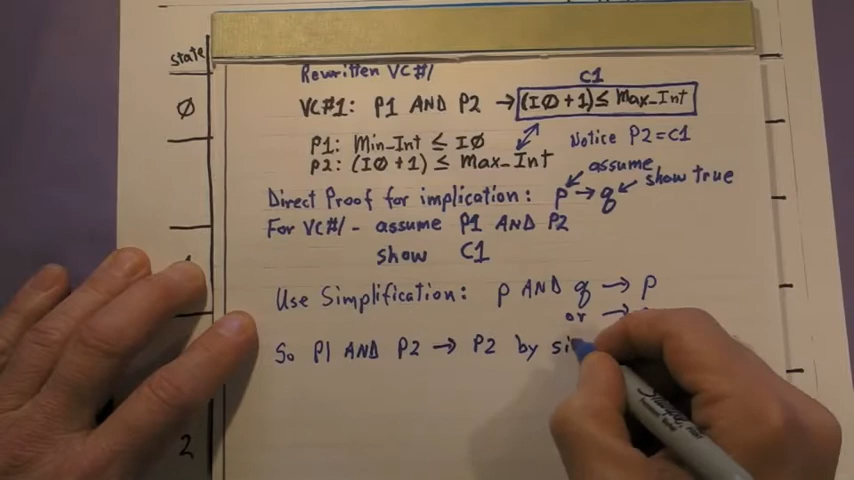 state
Rewritten VC#1
C1
Ø
VC#1: P1 AND P2 → (IØ+1) ≤ Max_Int
P1: Min_Int ≤ IØ
Notice P2=C1
P2: (IØ+1) ≤ Max_Int
assume
Direct Proof for implication: P → q
show true
For VC#1 - assume P1 AND P2
show C1
Use Simplification: P AND q → P
or →
So P1 AND P2 → P2 by si
2